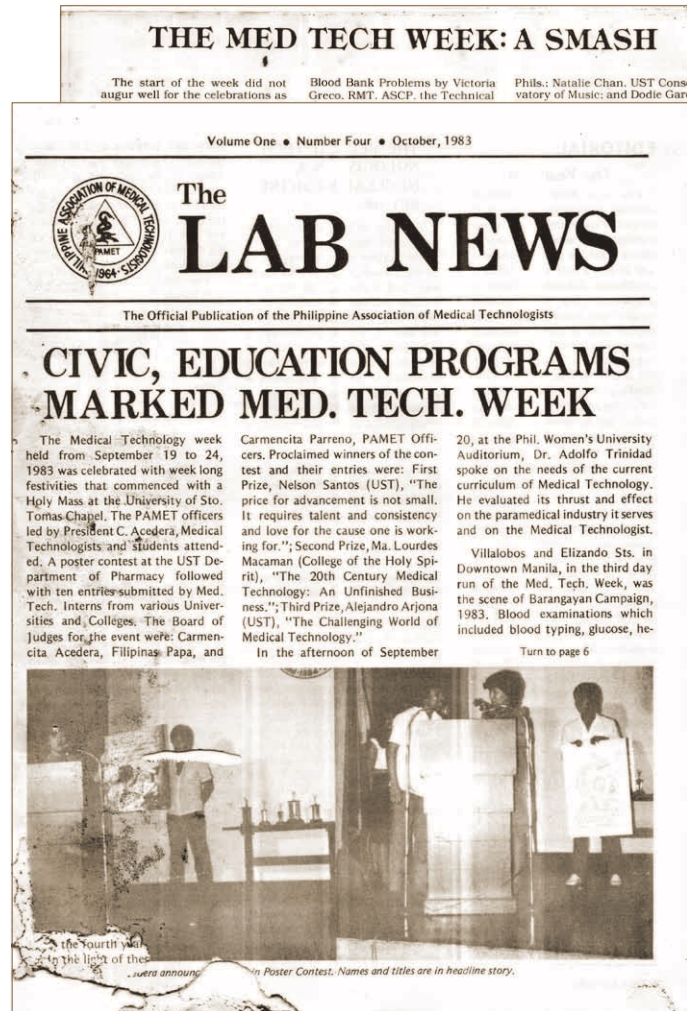 THE MED TECH WEEK: A SMASH
The start of the week did not
augur well for the celebrations as
Blood Bank Problems by Victoria
Greco, RMT, ASCP, the Technical
Phils.; Natalie Chan, UST Cons
vatory of Music; and Dodie Gar
Volume One • Number Four • October, 1983
PHILIPPINE ASSOCIATION OF MEDICAL TECHNOLOGISTS
PAMET
1964
The
LAB NEWS
The Official Publication of the Philippine Association of Medical Technologists
CIVIC, EDUCATION PROGRAMS
MARKED MED. TECH. WEEK
The Medical Technology week
held from September 19 to 24,
1983 was celebrated with week long
festivities that commenced with a
Holy Mass at the University of Sto.
Tomas Chapel. The PAMET officers
led by President C. Acedera, Medical
Technologists and students attend-
ed. A poster contest at the UST De-
partment of Pharmacy followed
with ten entries submitted by Med.
Tech. Interns from various Univer-
sities and Colleges. The Board of
Judges for the event were: Carmen-
cita Acedera, Filipinas Papa, and
Carmencita Parreno, PAMET Offi-
cers. Proclaimed winners of the con-
test and their entries were: First
Prize, Nelson Santos (UST), "The
price for advancement is not small.
It requires talent and consistency
and love for the cause one is work-
ing for."; Second Prize, Ma. Lourdes
Macaman (College of the Holy Spi-
rit), "The 20th Century Medical
Technology: An Unfinished Busi-
ness."; Third Prize, Alejandro Arjona
(UST), "The Challenging World of
Medical Technology."
In the afternoon of September
20, at the Phil. Women's University
Auditorium, Dr. Adolfo Trinidad
spoke on the needs of the current
curriculum of Medical Technology.
He evaluated its thrust and effect
on the paramedical industry it serves
and on the Medical Technologist.
Villalobos and Elizando Sts. in
Downtown Manila, in the third day
run of the Med. Tech. Week, was
the scene of Barangayan Campaign,
1983. Blood examinations which
included blood typing, glucose, he-
Turn to page 6
the fourth year
In the light of thes
in Poster Contest. Names and titles are in headline story.